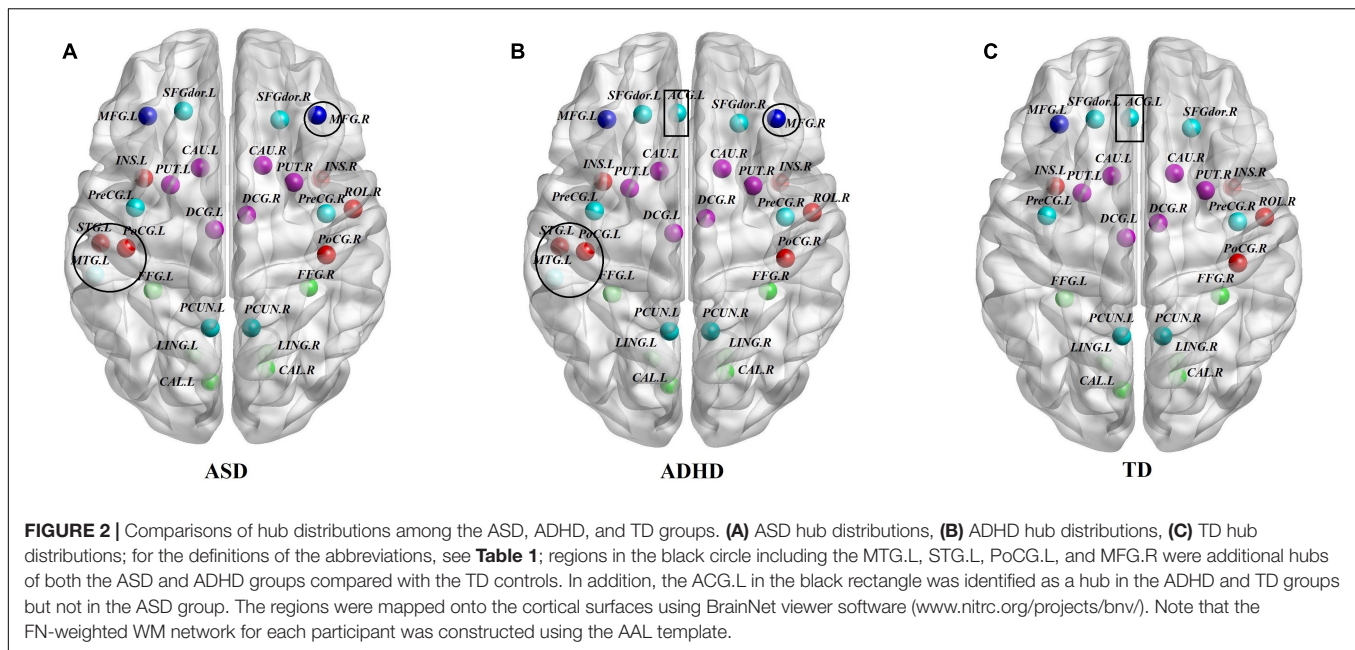 A
B
C
SFGdor.L
SFGdor.R
MFG.L
MFG.R
CAU.L
CAU.R
INS.L
PUT.L
PUT.R
INS.R
PreCG.L
PreCG.R
ROL.R
DCG.L
DCG.R
STG.L
PoCG.L
PoCG.R
MTG.L
FFG.L
FFG.R
PCUN.L
PCUN.R
LING.L
LING.R
CAL.L
CAL.R
ASD
ACG.L
SFGdor.L
SFGdor.R
MFG.L
MFG.R
CAU.L
CAU.R
INS.L
PUT.L
PUT.R
INS.R
PreCG.L
PreCG.R
ROL.R
DCG.L
DCG.R
STG.L
PoCG.L
PoCG.R
MTG.L
FFG.L
FFG.R
PCUN.L
PCUN.R
LING.L
LING.R
CAL.L
CAL.R
ADHD
SFGdor.L
ACG.L
SFGdor.R
MFG.L
CAU.L
CAU.R
INS.L
PUT.L
PUT.R
INS.R
PreCG.L
PreCG.R
ROL.R
DCG.L
DCG.R
PoCG.R
FFG.L
FFG.R
PCUN.L
PCUN.R
LING.L
LING.R
CAL.L
CAL.R
TD
FIGURE 2 | Comparisons of hub distributions among the ASD, ADHD, and TD groups. (A) ASD hub distributions, (B) ADHD hub distributions, (C) TD hub
distributions; for the definitions of the abbreviations, see Table 1; regions in the black circle including the MTG.L, STG.L, PoCG.L, and MFG.R were additional hubs
of both the ASD and ADHD groups compared with the TD controls. In addition, the ACG.L in the black rectangle was identified as a hub in the ADHD and TD groups
but not in the ASD group. The regions were mapped onto the cortical surfaces using BrainNet viewer software (www.nitrc.org/projects/bnv/). Note that the
FN-weighted WM network for each participant was constructed using the AAL template.